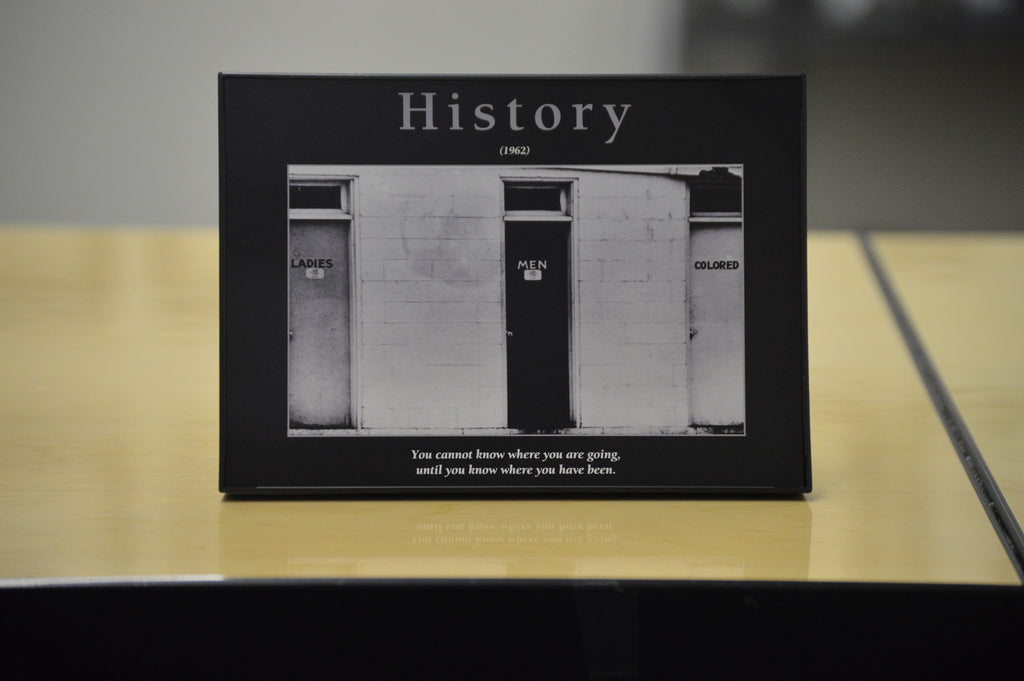 History
(1962)
LADIES
MEN
COLORED
You cannot know where you are going,
until you know where you have been.